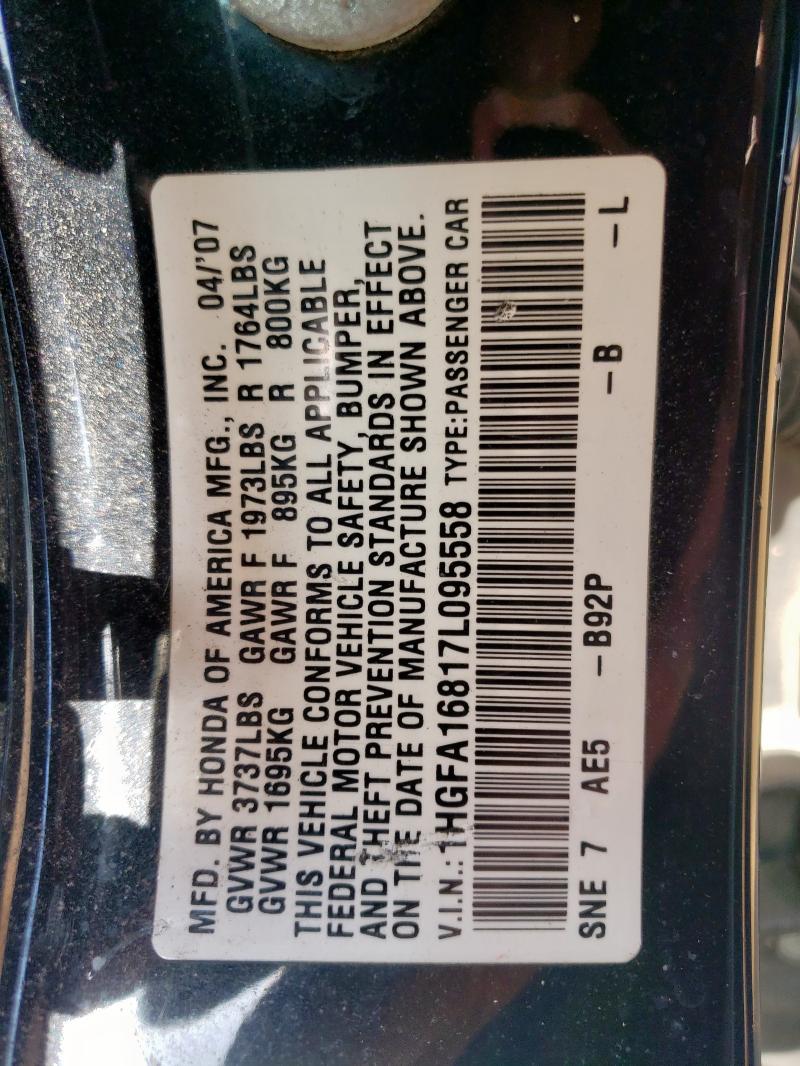 MFD. BY HONDA OF AMERICA MFG., INC. 04/'07
GVWR 3737LBS GAWR F 1973LBS R 1764LBS
GVWR 1695KG GAWR F 895KG R 800KG
THIS VEHICLE CONFORMS TO ALL APPLICABLE
FEDERAL MOTOR VEHICLE SAFETY, BUMPER,
AND THEFT PREVENTION STANDARDS IN EFFECT
ON THE DATE OF MANUFACTURE SHOWN ABOVE.
V.I.N.: 1HGFA16817L095558 TYPE:PASSENGER CAR
SNE 7 AE5 –B92P –B –L